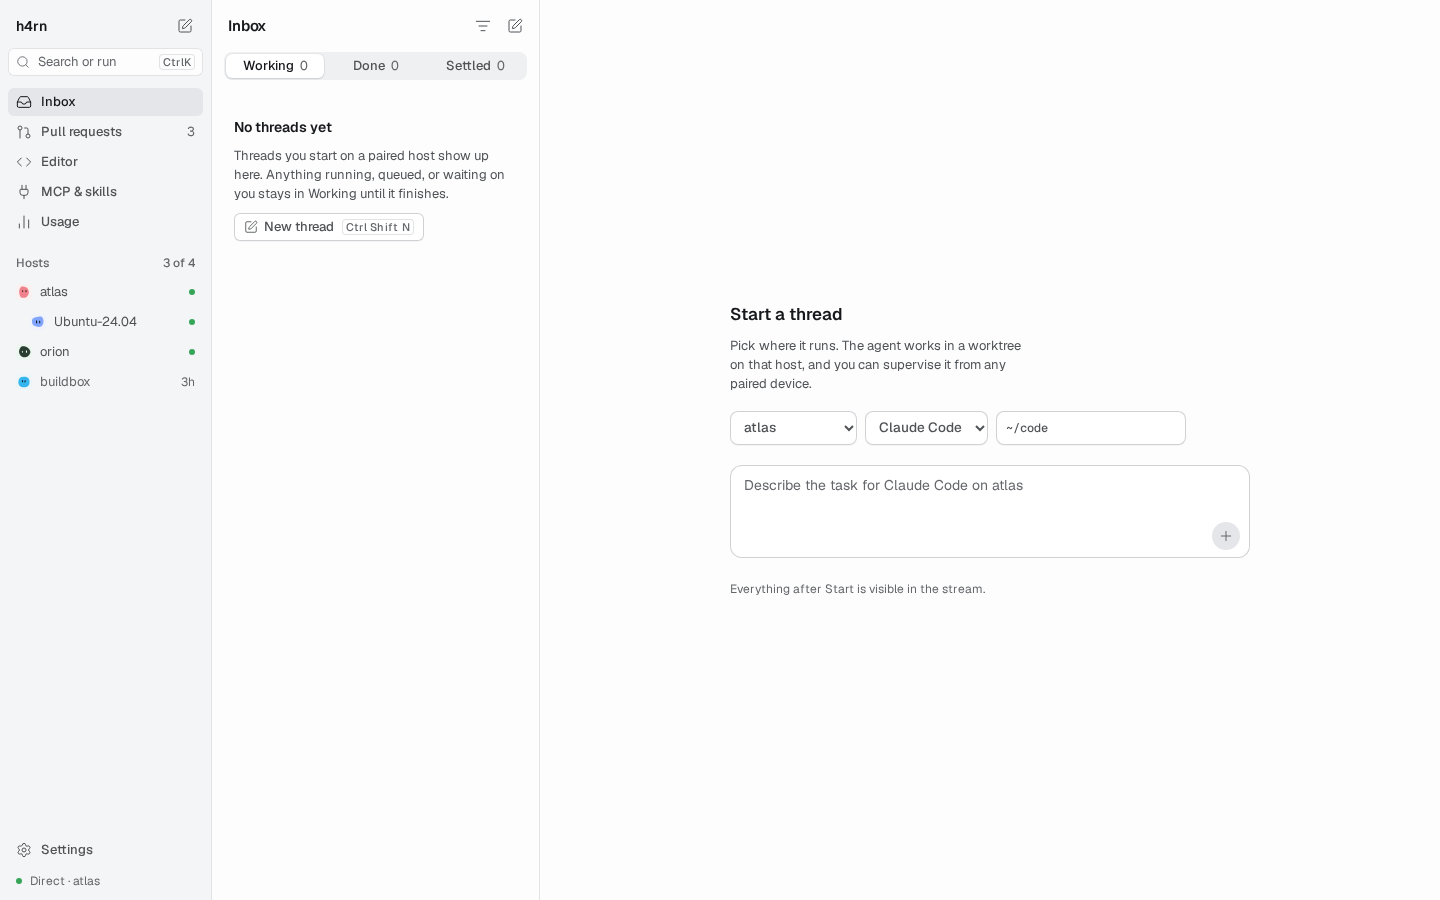 h4rn
Search or run CtrlK
Inbox
Pull requests 3
Editor
MCP & skills
Usage
Hosts 3 of 4
atlas
Ubuntu-24.04
orion
buildbox 3h
Settings
Direct · atlas
Inbox
Working 0 Done 0 Settled 0
No threads yet
Threads you start on a paired host show up
here. Anything running, queued, or waiting on
you stays in Working until it finishes.
New thread Ctrl Shift N
Start a thread
Pick where it runs. The agent works in a worktree
on that host, and you can supervise it from any
paired device.
atlas Claude Code ~/code
Describe the task for Claude Code on atlas
Everything after Start is visible in the stream.